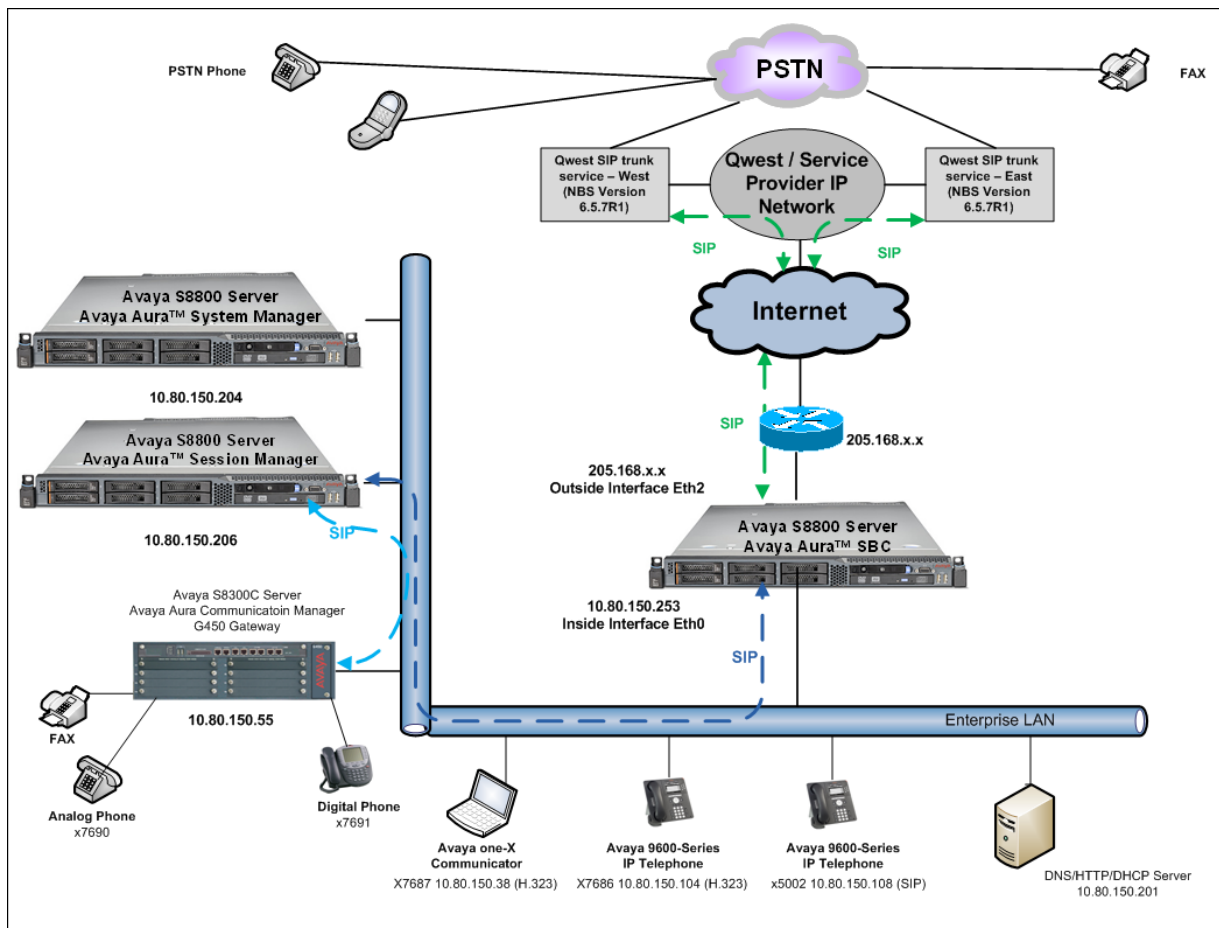 PSTN Phone
PSTN
FAX
Qwest SIP trunk
service – West
(NBS Version
6.5.7R1)
Qwest / Service
Provider IP
Network
Qwest SIP trunk
service – East
(NBS Version
6.5.7R1)
SIP
SIP
Internet
SIP
205.168.x.x
205.168.x.x
Outside Interface Eth2
Avaya S8800 Server
Avaya Aura™ System Manager
10.80.150.204
Avaya S8800 Server
Avaya Aura™ Session Manager
10.80.150.206
SIP
Avaya S8800 Server
Avaya Aura™ SBC
10.80.150.253
Inside Interface Eth0
SIP
Avaya S8300C Server
Avaya Aura Communicatoin Manager
G450 Gateway
AVAYA
10.80.150.55
FAX
Analog Phone
x7690
Digital Phone
x7691
Enterprise LAN
Avaya one-X
Communicator
X7687 10.80.150.38 (H.323)
Avaya 9600-Series
IP Telephone
X7686 10.80.150.104 (H.323)
Avaya 9600-Series
IP Telephone
x5002 10.80.150.108 (SIP)
DNS/HTTP/DHCP Server
10.80.150.201